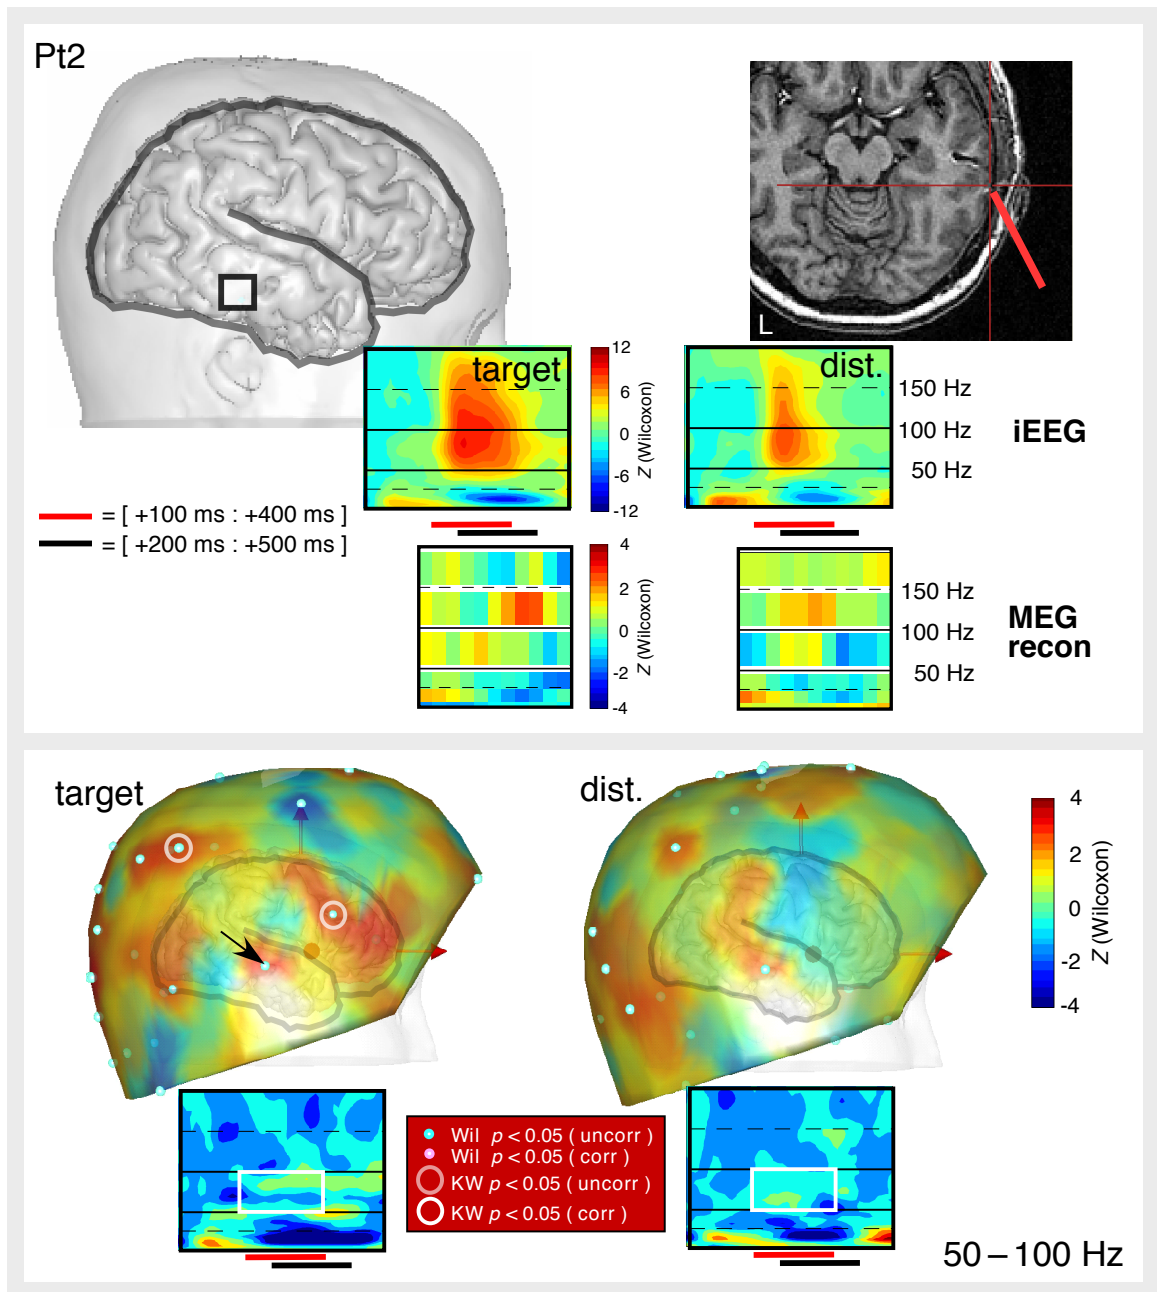 Pt2
L
target
dist.
12
6
0
-6
-12
Z (Wilcoxon)
150 Hz
100 Hz
50 Hz
iEEG
= [ +100 ms : +400 ms ]
= [ +200 ms : +500 ms ]
4
2
0
-2
-4
Z (Wilcoxon)
150 Hz
100 Hz
50 Hz
MEG
recon
target
dist.
4
2
0
-2
-4
Z (Wilcoxon)
Wil p < 0.05 ( uncorr )
Wil p < 0.05 ( corr )
KW p < 0.05 ( uncorr )
KW p < 0.05 ( corr )
50 – 100 Hz